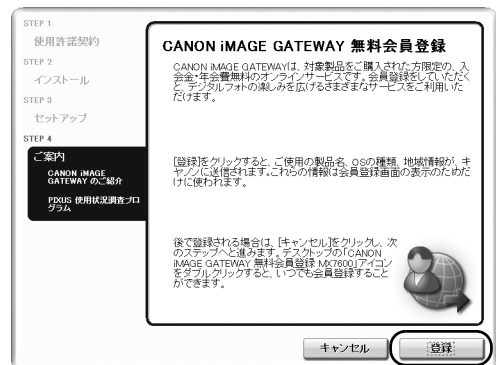 STEP 1
使用許諾契約
STEP 2
インストール
STEP 3
セットアップ
STEP 4
ご案内
CANON iMAGE
GATEWAY のご紹介
PIXUS 使用状況調査プロ
グラム
CANON iMAGE GATEWAY 無料会員登録
CANON iMAGE GATEWAYは、対象製品をご購入された方限定の、入
会金・年会費無料のオンラインサービスです。会員登録をしていただく
と、デジタルフォトの楽しみを広げるさまざまなサービスをご利用いた
だけます。
[登録]をクリックすると、ご使用の製品名、OSの種類、地域情報が、キ
ヤノンに送信されます。これらの情報は会員登録画面の表示のためだ
けに使われます。
後で登録される場合は、[キャンセル]をクリックし、次
のステップへと進みます。デスクトップの「CANON
iMAGE GATEWAY 無料会員登録 MX7600」アイコン
をダブルクリックすると、いつでも会員登録すること
ができます。
キャンセル
登録